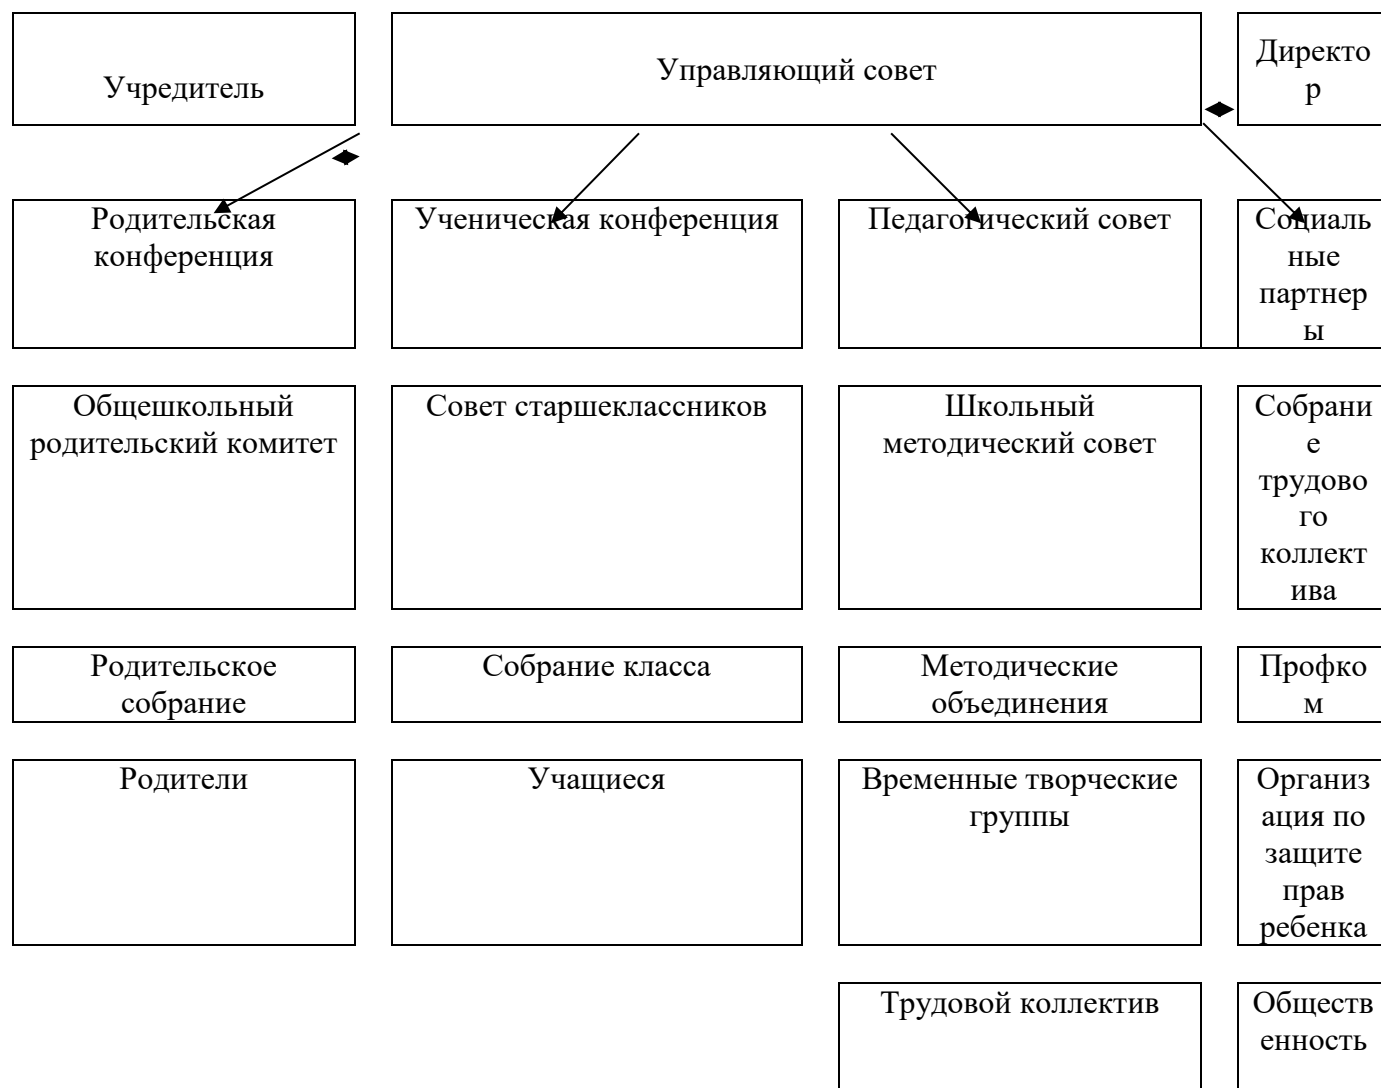 Учредитель
Управляющий совет
Директо
р
Родительская
конференция
Ученическая конференция
Педагогический совет
Социаль
ные
партнер
ы
Общешкольный
родительский комитет
Совет старшеклассников
Школьный
методический совет
Собрани
е
трудово
го
коллект
ива
Родительское
собрание
Собрание класса
Методические
объединения
Профко
м
Родители
Учащиеся
Временные творческие
группы
Организ
ация по
защите
прав
ребенка
Трудовой коллектив
Обществ
енность